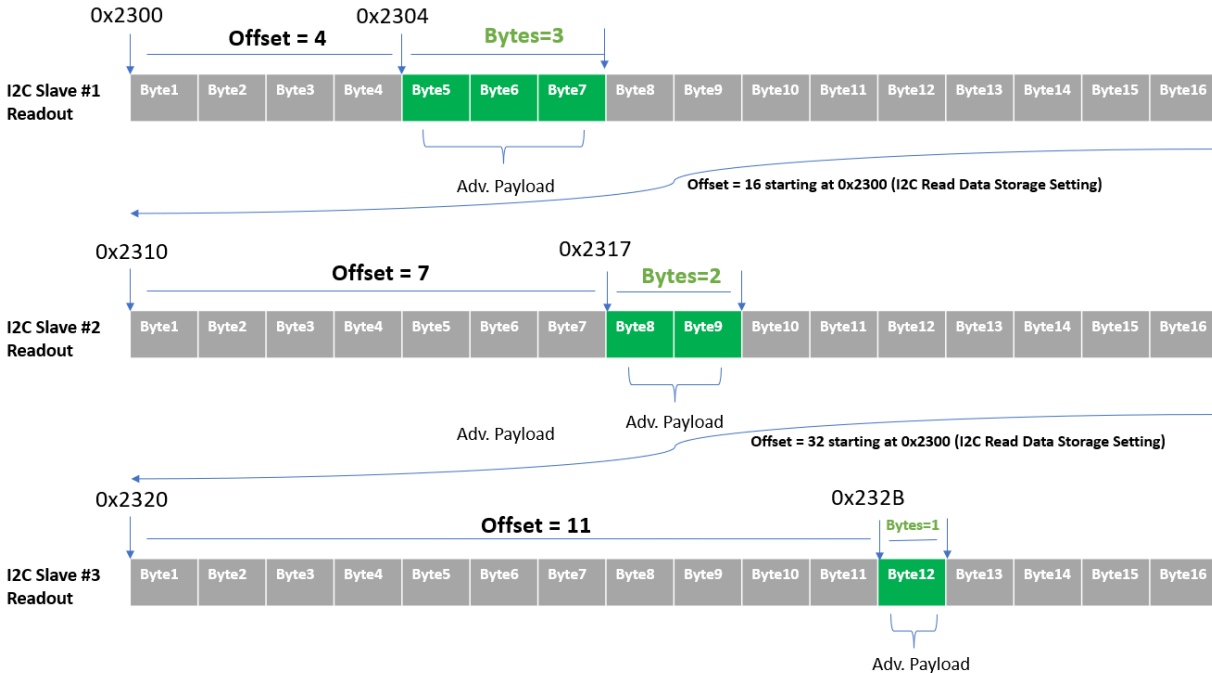 0x2300
0x2304
Offset = 4
Bytes=3
I2C Slave #1
Readout
Byte1 Byte2 Byte3 Byte4 Byte5 Byte6 Byte7 Byte8 Byte9 Byte10 Byte11 Byte12 Byte13 Byte14 Byte15 Byte16
Adv. Payload
Offset = 16 starting at 0x2300 (I2C Read Data Storage Setting)
0x2310
0x2317
Offset = 7
Bytes=2
I2C Slave #2
Readout
Byte1 Byte2 Byte3 Byte4 Byte5 Byte6 Byte7 Byte8 Byte9 Byte10 Byte11 Byte12 Byte13 Byte14 Byte15 Byte16
Adv. Payload
Adv. Payload
Offset = 32 starting at 0x2300 (I2C Read Data Storage Setting)
0x2320
0x232B
Offset = 11
Bytes=1
I2C Slave #3
Readout
Byte1 Byte2 Byte3 Byte4 Byte5 Byte6 Byte7 Byte8 Byte9 Byte10 Byte11 Byte12 Byte13 Byte14 Byte15 Byte16
Adv. Payload